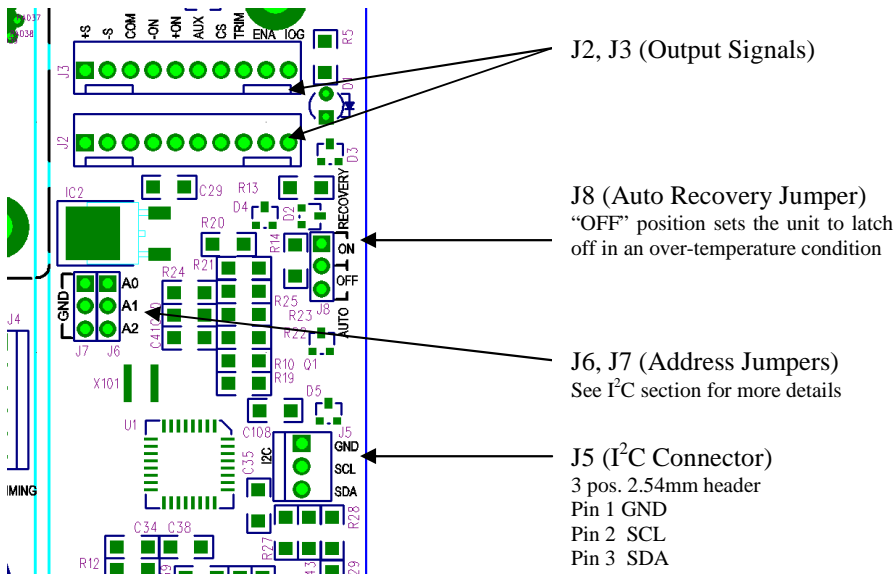 +S -S COM -ON +ON AUX CS TRIM ENA IOG
R5
D1
J3
J2
D3
J2, J3 (Output Signals)
IC2
C29
R13
RECOVERY
D4
D2
R20
R14
ON
OFF
J8
AUTO
J8 (Auto Recovery Jumper)
“OFF” position sets the unit to latch
off in an over-temperature condition
R21
R24
R25
R23
R22
GND
A0
A1
A2
J7
J6
J4
Q1
R10
R19
X101
D5
J6, J7 (Address Jumpers)
See I²C section for more details
U1
C108
J5
C35
I2C
GND
SCL
SDA
J5 (I²C Connector)
3 pos. 2.54mm header
Pin 1 GND
Pin 2 SCL
Pin 3 SDA
MING
C34
C38
R28
R27
R12